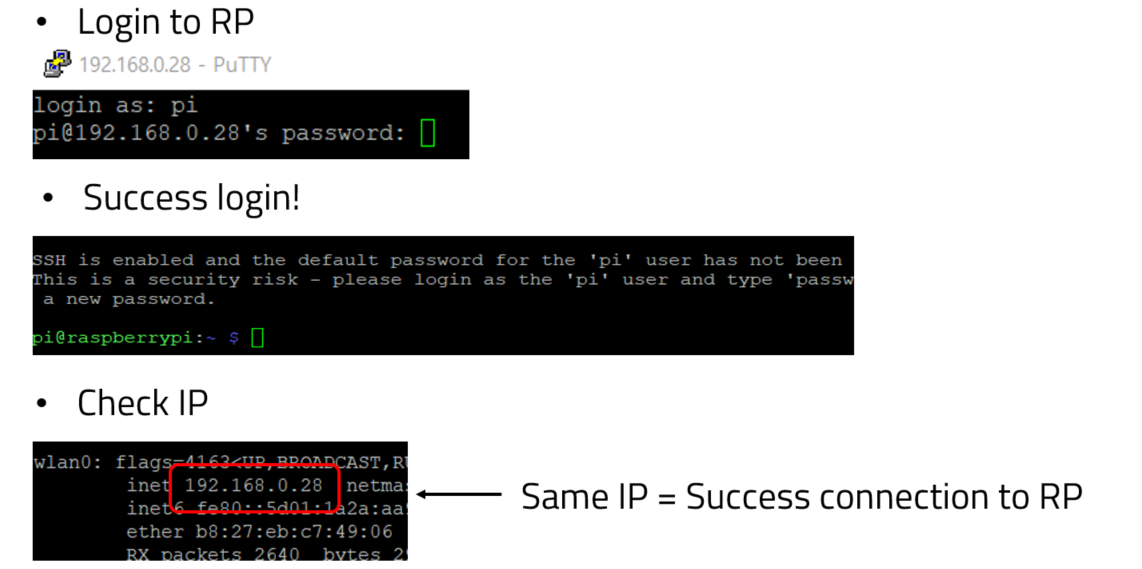 • Login to RP
192.168.0.28 - PuTTY
login as: pi
pi@192.168.0.28's password:
• Success login!
SSH is enabled and the default password for the 'pi' user has not been
This is a security risk - please login as the 'pi' user and type 'passw
a new password.
pi@raspberrypi:~ $
• Check IP
wlan0: flags=4163<UP,BROADCAST,RU
inet 192.168.0.28 netma
Same IP = Success connection to RP
inet6 fe80::5d01:1a2a:aa
ether b8:27:eb:c7:49:06
RX packets 2640 bytes 2